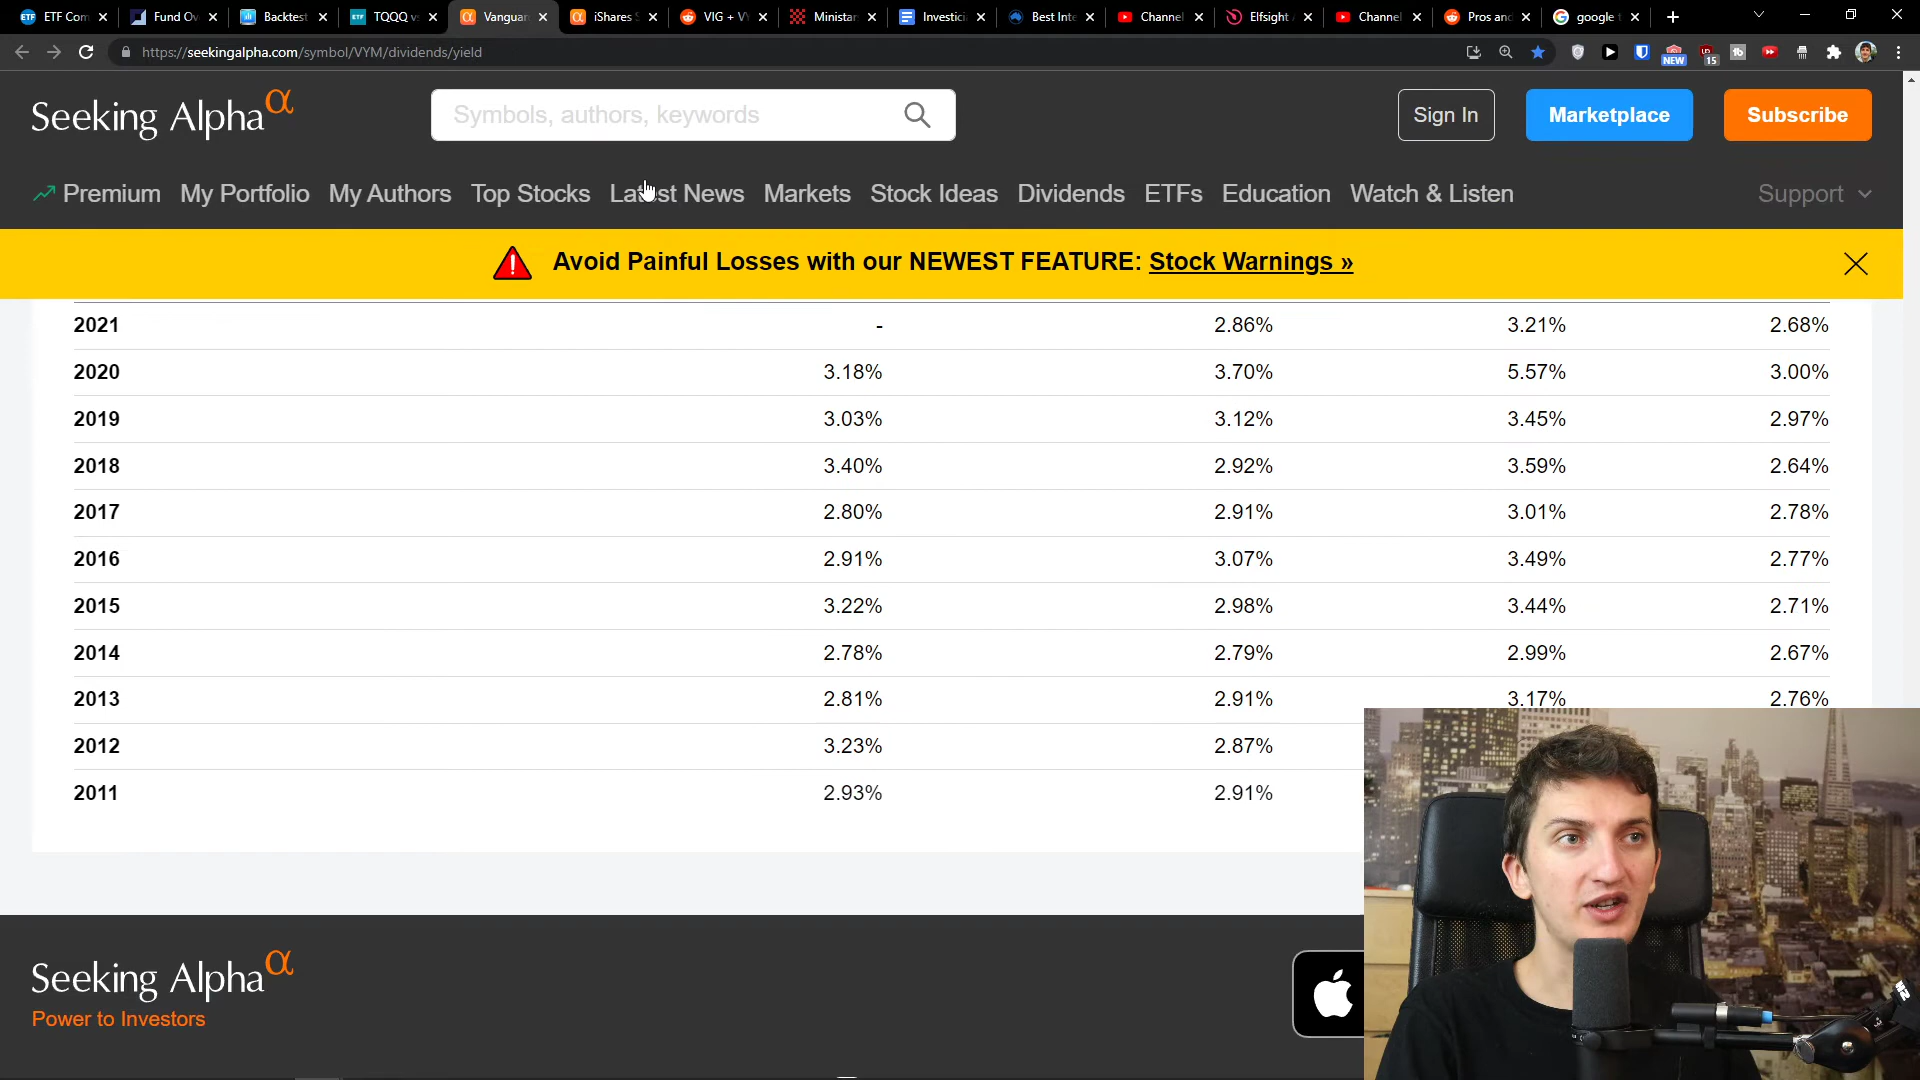 ETF Com
Fund Ov
Backtest
TQQQ vs
Vanguar
iShares S
VIG + VY
Ministar
Investici
Best Inte
Channel
Elfsight
Channel
Pros and
google
https://seekingalpha.com/symbol/VYM/dividends/yield
NEW
15
Seeking Alpha α
Symbols, authors, keywords
Sign In
Marketplace
Subscribe
Premium My Portfolio My Authors Top Stocks Latest News Markets Stock Ideas Dividends ETFs Education Watch & Listen Support
Avoid Painful Losses with our NEWEST FEATURE: Stock Warnings »
2021 - 2.86% 3.21% 2.68%
2020 3.18% 3.70% 5.57% 3.00%
2019 3.03% 3.12% 3.45% 2.97%
2018 3.40% 2.92% 3.59% 2.64%
2017 2.80% 2.91% 3.01% 2.78%
2016 2.91% 3.07% 3.49% 2.77%
2015 3.22% 2.98% 3.44% 2.71%
2014 2.78% 2.79% 2.99% 2.67%
2013 2.81% 2.91% 3.17% 2.76%
2012 3.23% 2.87%
2011 2.93% 2.91%
Seeking Alpha α
Power to Investors